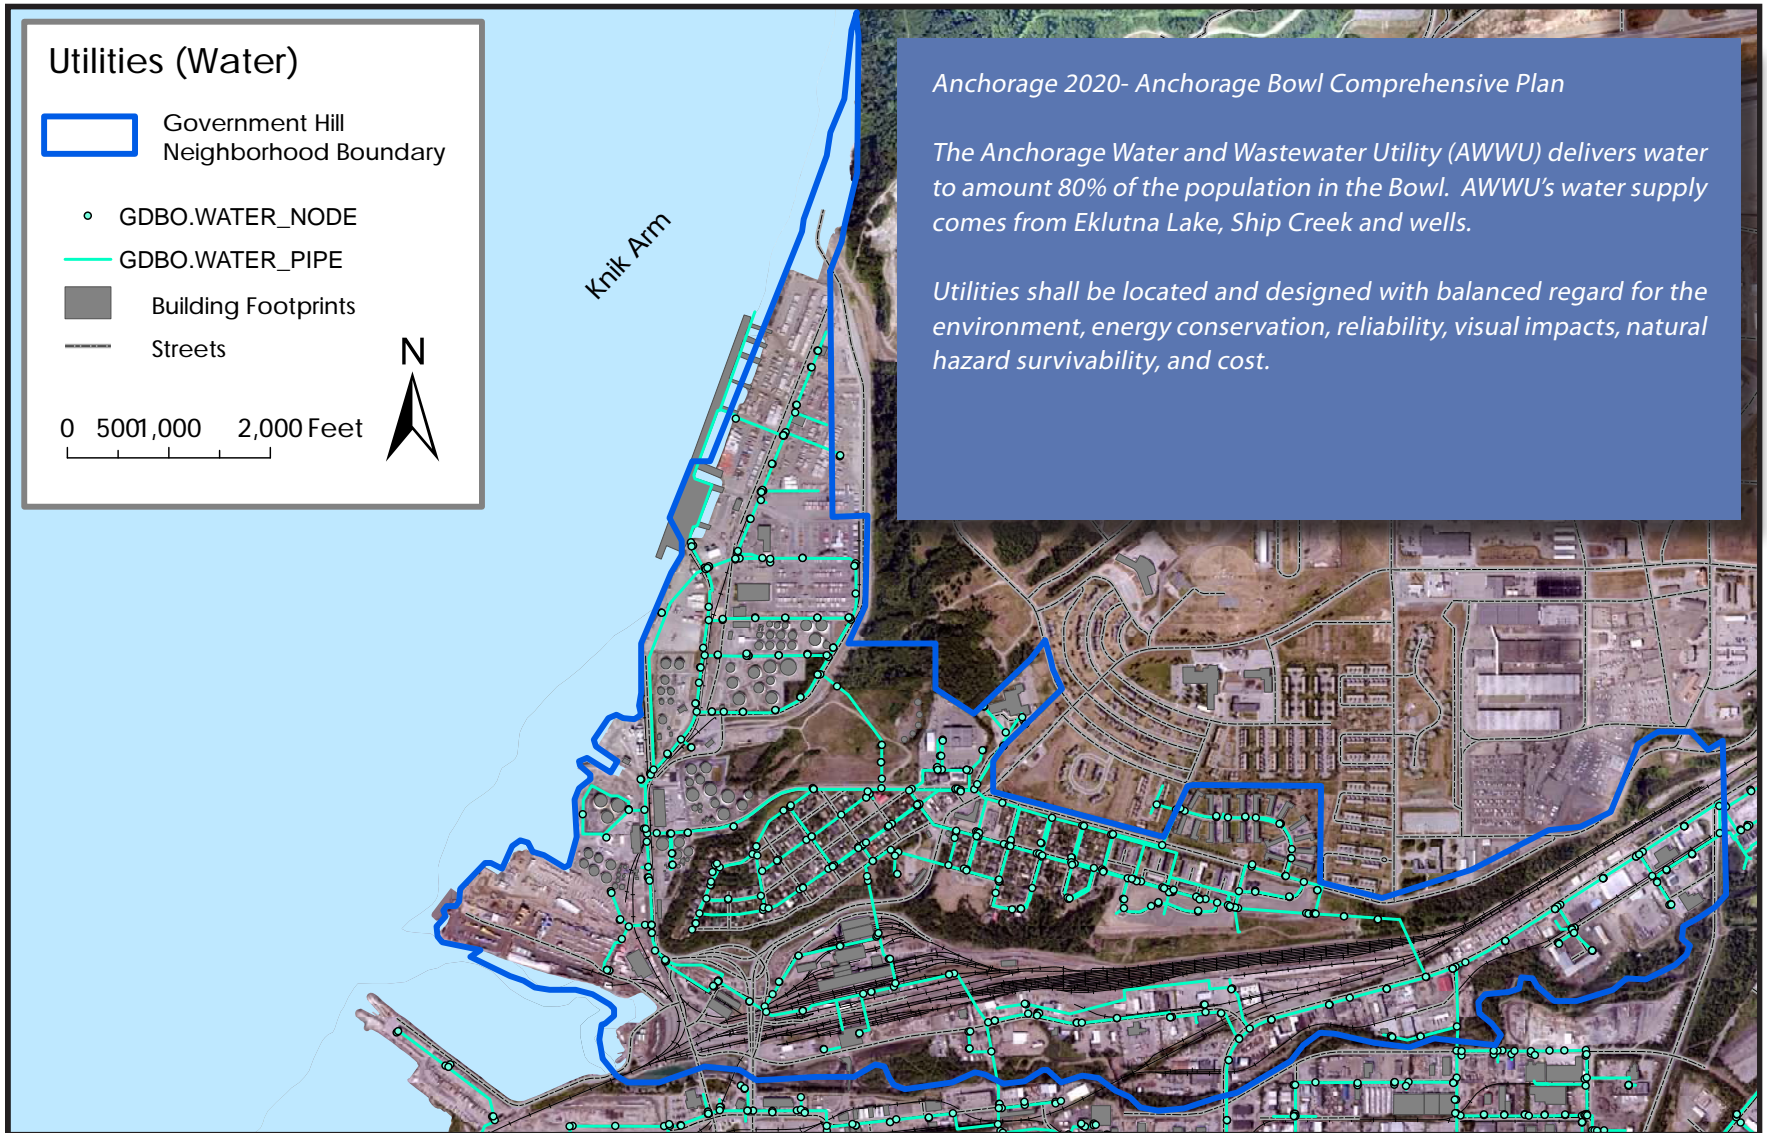 Utilities (Water)
Government Hill
Neighborhood Boundary
GDBO.WATER_NODE
GDBO.WATER_PIPE
Building Footprints
Streets
N
0 5001,000 2,000 Feet
Knik Arm
Anchorage 2020- Anchorage Bowl Comprehensive Plan
The Anchorage Water and Wastewater Utility (AWWU) delivers water
to amount 80% of the population in the Bowl. AWWU's water supply
comes from Eklutna Lake, Ship Creek and wells.
Utilities shall be located and designed with balanced regard for the
environment, energy conservation, reliability, visual impacts, natural
hazard survivability, and cost.